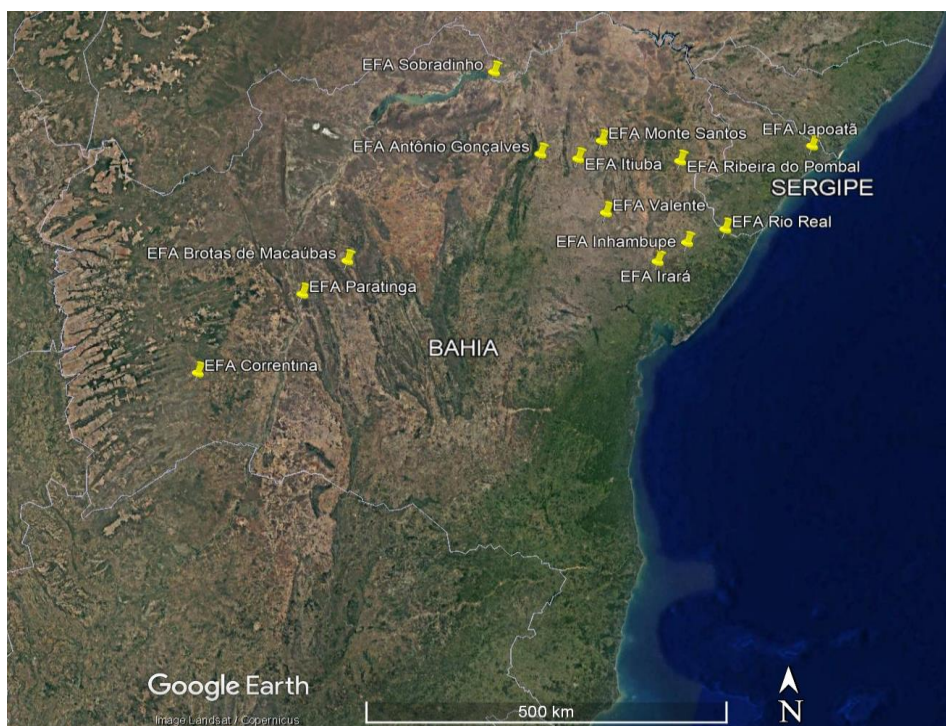 EFA Sobradinho
EFA Monte Santos
EFA Japoatã
EFA Antônio Gonçalves
EFA Itiuba
EFA Ribeira do Pombal
SERGIPE
EFA Valente
EFA Rio Real
EFA Inhambupe
EFA Brotas de Macaúbas
EFA Irará
EFA Paratinga
BAHIA
EFA Correntina
Google Earth
Image Landsat / Copernicus
500 km
N